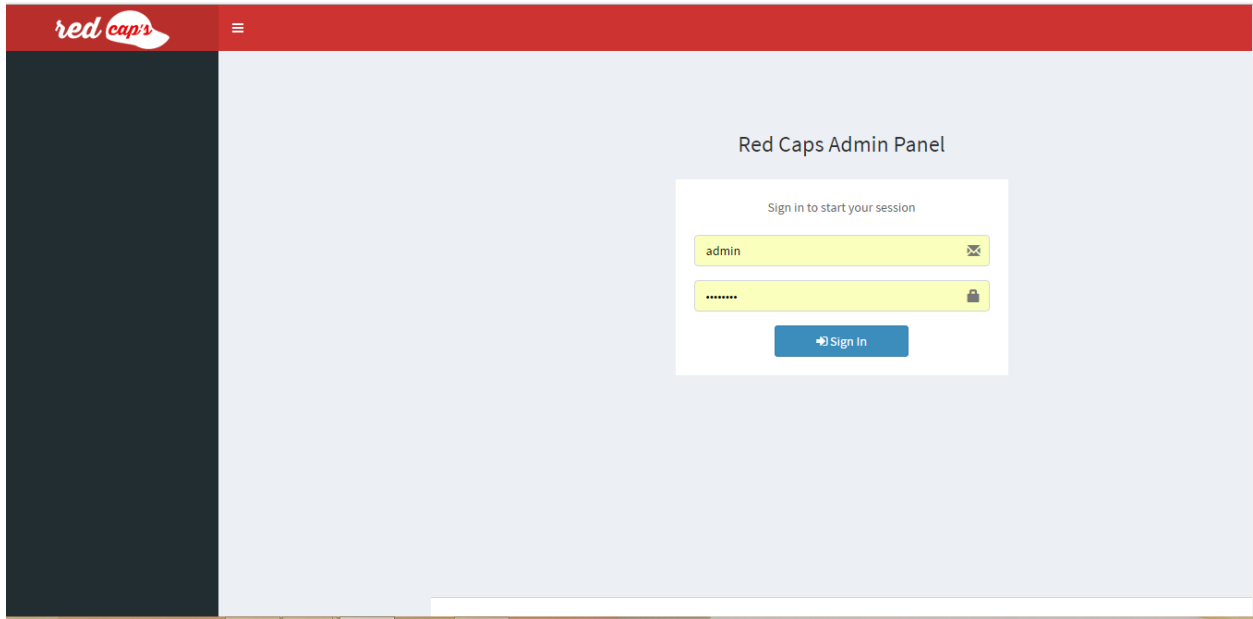 red cap's
Red Caps Admin Panel
Sign in to start your session
admin
••••••••
Sign In